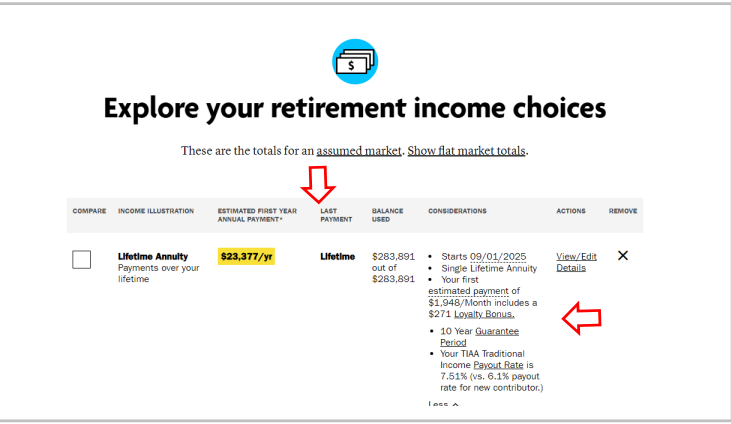 $
Explore your retirement income choices
These are the totals for an assumed market. Show flat market totals.
COMPARE INCOME ILLUSTRATION ESTIMATED FIRST YEAR LAST BALANCE CONSIDERATIONS ACTIONS REMOVE
ANNUAL PAYMENT* PAYMENT USED
Lifetime Annuity $23,377/yr Lifetime $283,891 • Starts 09/01/2025 View/Edit
Payments over your out of • Single Lifetime Annuity Details
lifetime $283,891 • Your first
estimated payment of
$1,948/Month includes a
$271 Loyalty Bonus.
• 10 Year Guarantee
Period
• Your TIAA Traditional
Income Payout Rate is
7.51% (vs. 6.1% payout
rate for new contributor.)
Less